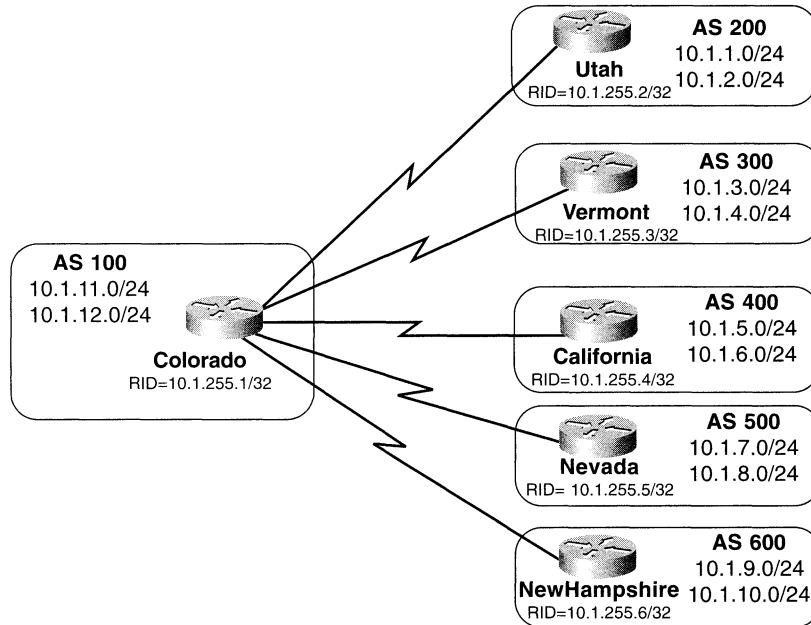 AS 100
10.1.11.0/24
10.1.12.0/24
Colorado
RID=10.1.255.1/32
AS 200
10.1.1.0/24
10.1.2.0/24
Utah
RID=10.1.255.2/32
AS 300
10.1.3.0/24
10.1.4.0/24
Vermont
RID=10.1.255.3/32
AS 400
10.1.5.0/24
10.1.6.0/24
California
RID=10.1.255.4/32
AS 500
10.1.7.0/24
10.1.8.0/24
Nevada
RID= 10.1.255.5/32
AS 600
10.1.9.0/24
10.1.10.0/24
NewHampshire
RID=10.1.255.6/32